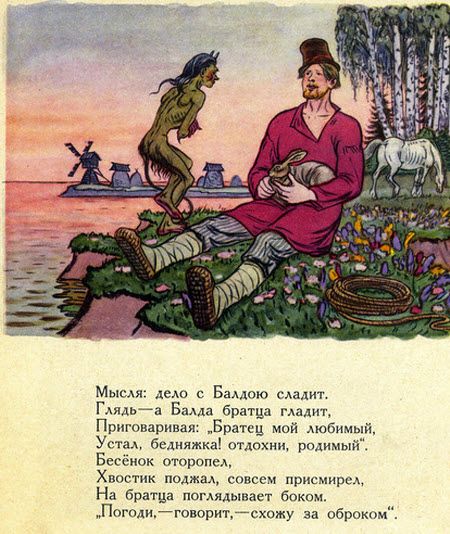 Мысля: дело с Балдою сладит.
Глядь—а Балда братца гладит,
Приговаривая: „Братец мой любимый,
Устал, бедняжка! отдохни, родимый“.
Бесёнок оторопел,
Хвостик поджал, совсем присмирел,
На братца поглядывает боком.
„Погоди,—говорит,—схожу за оброком“.